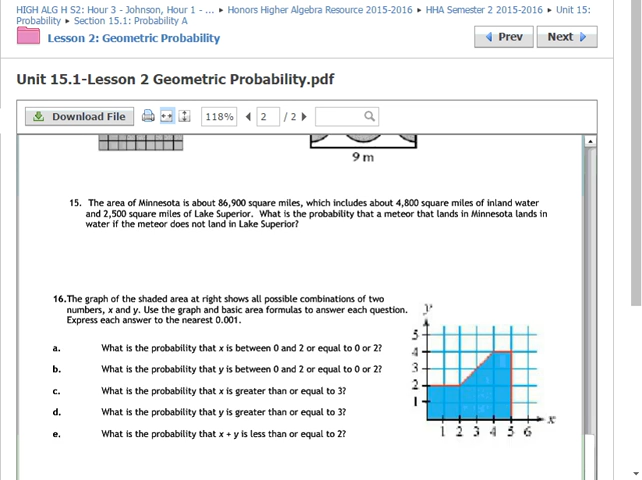 HIGH ALG H S2: Hour 3 - Johnson, Hour 1 - ... ▸ Honors Higher Algebra Resource 2015-2016 ▸ HHA Semester 2 2015-2016 ▸ Unit 15:
Probability ▸ Section 15.1: Probability A
Lesson 2: Geometric Probability
Prev
Next
Unit 15.1-Lesson 2 Geometric Probability.pdf
Download File
118%
2
/ 2
9 m
15. The area of Minnesota is about 86,900 square miles, which includes about 4,800 square miles of inland water
and 2,500 square miles of Lake Superior. What is the probability that a meteor that lands in Minnesota lands in
water if the meteor does not land in Lake Superior?
16.The graph of the shaded area at right shows all possible combinations of two
numbers, x and y. Use the graph and basic area formulas to answer each question.
Express each answer to the nearest 0.001.
a. What is the probability that x is between 0 and 2 or equal to 0 or 2?
b. What is the probability that y is between 0 and 2 or equal to 0 or 2?
c. What is the probability that x is greater than or equal to 3?
d. What is the probability that y is greater than or equal to 3?
e. What is the probability that x + y is less than or equal to 2?
y
5
4
3
2
1
x
1 2 3 4 5 6